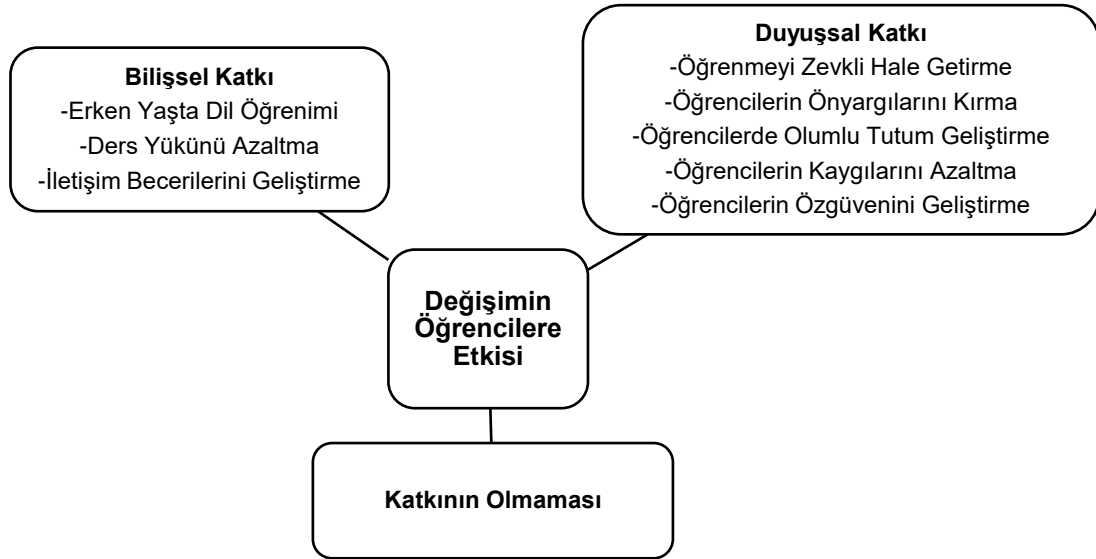 Bilişsel Katkı
-Erken Yaşta Dil Öğrenimi
-Ders Yükünü Azaltma
-İletişim Becerilerini Geliştirme
Duyuşsal Katkı
-Öğrenmeyi Zevkli Hale Getirme
-Öğrencilerin Önyargılarını Kırma
-Öğrencilerde Olumlu Tutum Geliştirme
-Öğrencilerin Kaygılarını Azaltma
-Öğrencilerin Özgüvenini Geliştirme
Değişimin
Öğrencilere
Etkisi
Katkının Olmaması